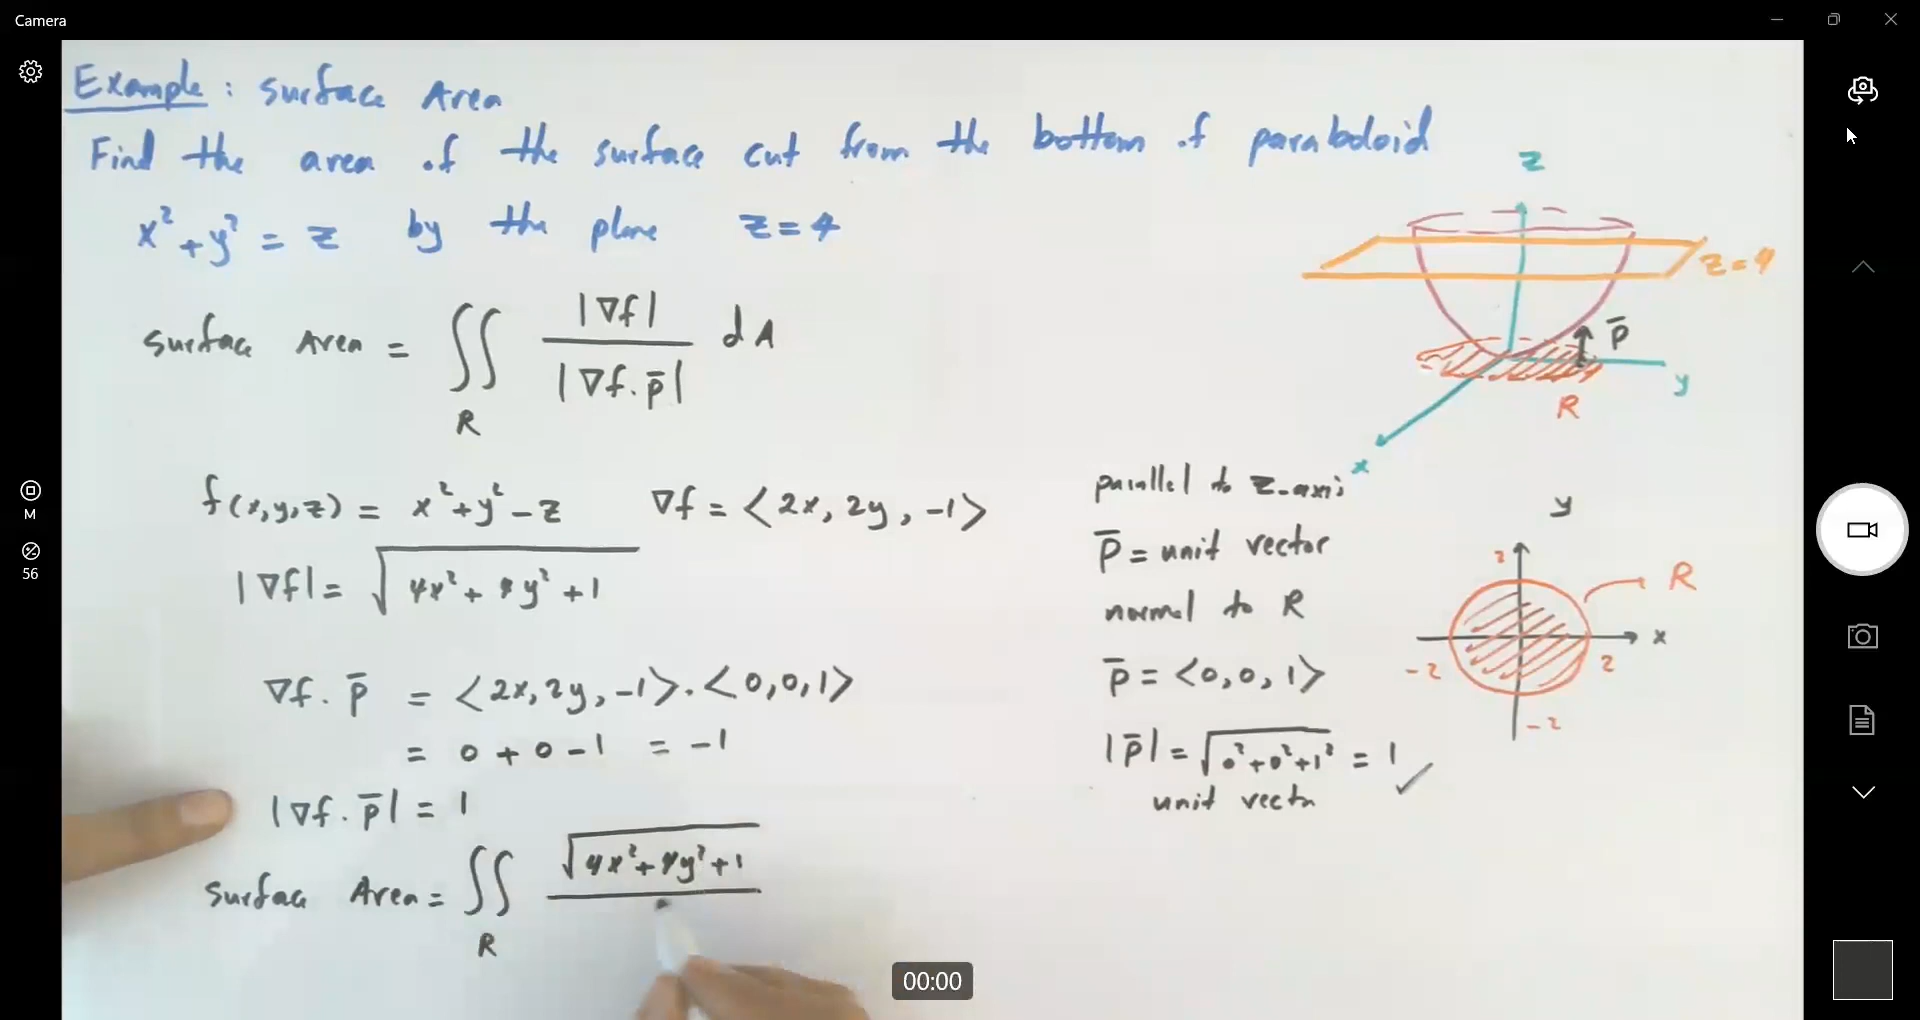 Camera
Example : Surface Area
Find the area of the surface cut from the bottom of paraboloid
x²+y² = z by the plane z=4
Surface Area = ∬_R |∇f| / |∇f·p̄| dA
f(x,y,z) = x²+y²-z ∇f = <2x, 2y, -1>
|∇f| = √(4x²+4y²+1)
∇f·p̄ = <2x, 2y, -1>·<0,0,1>
= 0+0-1 = -1
|∇f·p̄| = 1
Surface Area = ∬_R √(4x²+4y²+1)
z
z=4
p̄
y
R
x
parallel to z-axis
p̄ = unit vector
normal to R
p̄ = <0, 0, 1>
|p̄| = √(0²+0²+1²) = 1 ✓
unit vector
y
2
R
x
-2
2
-2
M
56
00:00